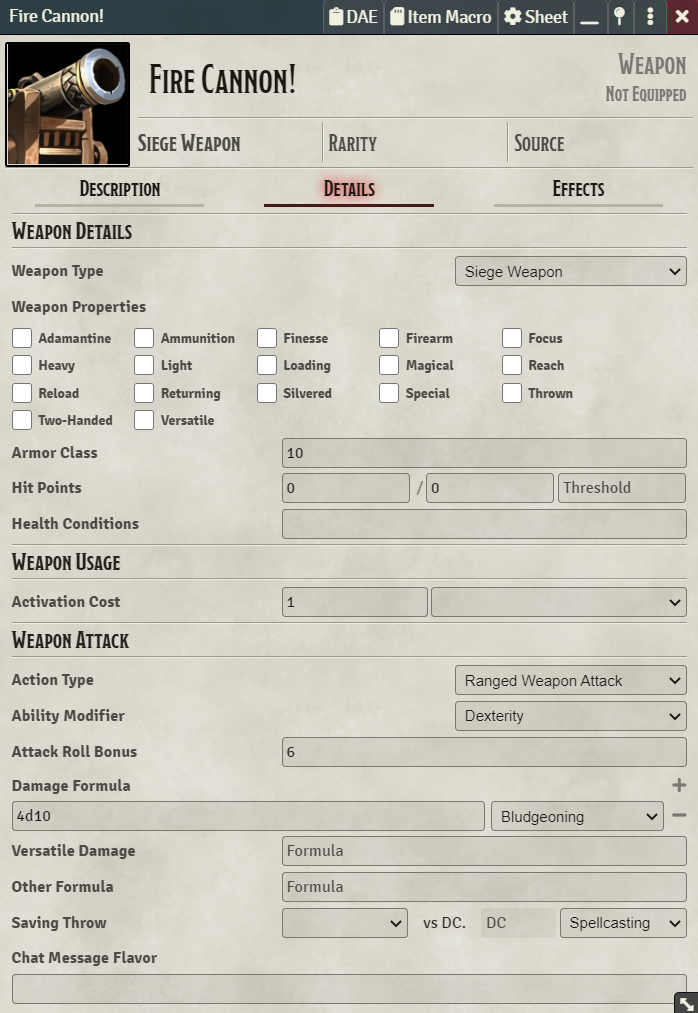 Fire Cannon! DAE Item Macro Sheet
Fire Cannon!
Weapon
Not Equipped
Siege Weapon Rarity Source
Description Details Effects
Weapon Details
Weapon Type Siege Weapon
Weapon Properties
Adamantine Ammunition Finesse Firearm Focus
Heavy Light Loading Magical Reach
Reload Returning Silvered Special Thrown
Two-Handed Versatile
Armor Class 10
Hit Points 0 / 0 Threshold
Health Conditions
Weapon Usage
Activation Cost 1
Weapon Attack
Action Type Ranged Weapon Attack
Ability Modifier Dexterity
Attack Roll Bonus 6
Damage Formula
4d10 Bludgeoning
Versatile Damage Formula
Other Formula Formula
Saving Throw vs DC. DC Spellcasting
Chat Message Flavor